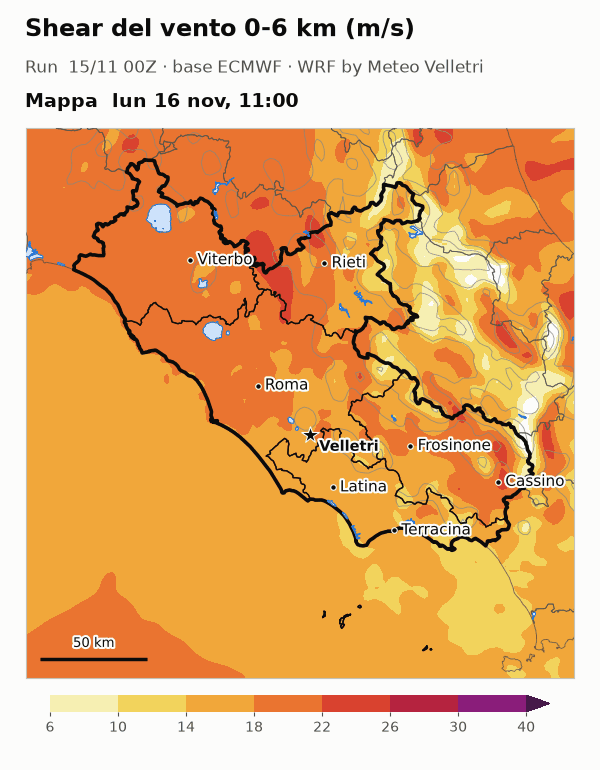 Shear del vento 0-6 km (m/s)
Run  15/11 00Z · base ECMWF · WRF by Meteo Velletri
Mappa  lun 16 nov, 11:00
Viterbo
Rieti
Roma
Velletri
Frosinone
Latina
Cassino
Terracina
50 km
6 10 14 18 22 26 30 40